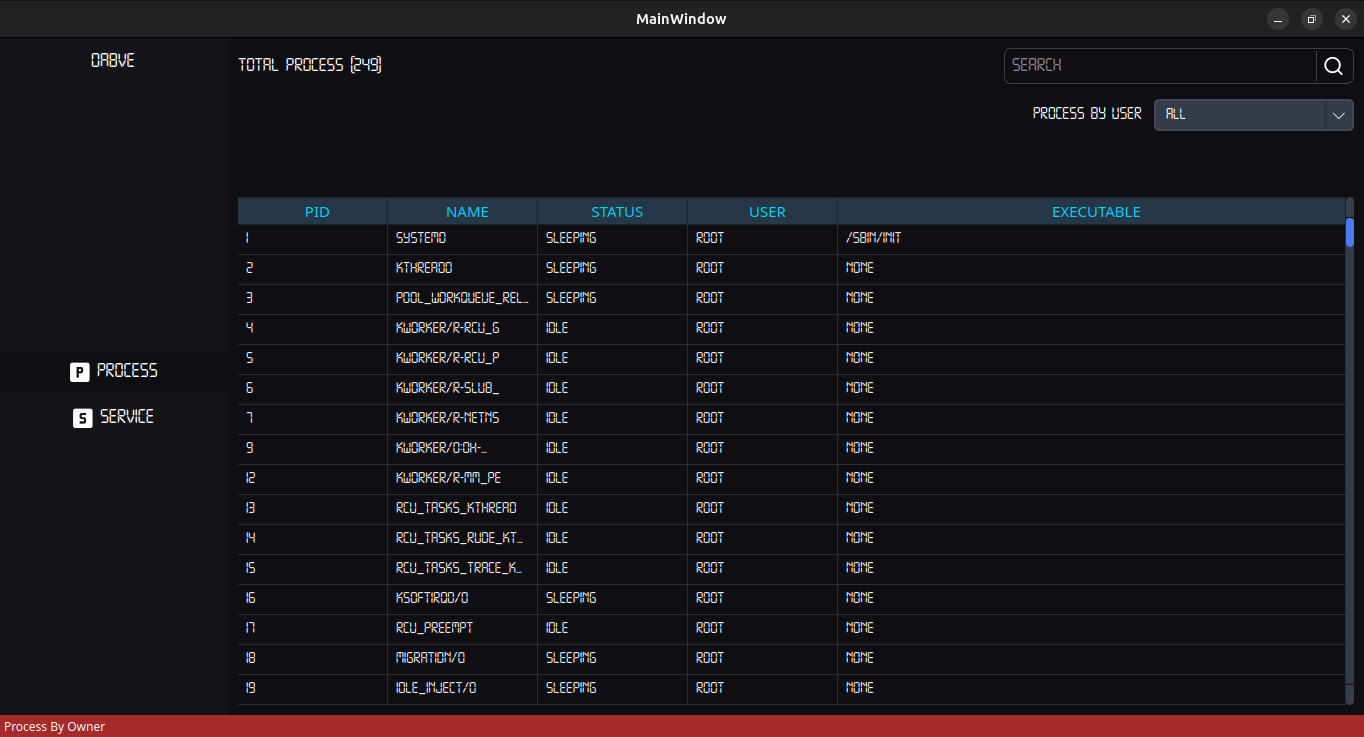 MainWindow
DABVE
TOTAL PROCESS (249)
SEARCH
PROCESS BY USER ALL
PID NAME STATUS USER EXECUTABLE
1 SYSTEMD SLEEPING ROOT /SBIN/INIT
2 KTHREADD SLEEPING ROOT NONE
3 POOL_WORKQUEUE_REL... SLEEPING ROOT NONE
4 KWORKER/R-RCU_G IDLE ROOT NONE
5 KWORKER/R-RCU_P IDLE ROOT NONE
6 KWORKER/R-SLUB_ IDLE ROOT NONE
7 KWORKER/R-NETNS IDLE ROOT NONE
9 KWORKER/0:0H-... IDLE ROOT NONE
12 KWORKER/R-MM_PE IDLE ROOT NONE
13 RCU_TASKS_KTHREAD IDLE ROOT NONE
14 RCU_TASKS_RUDE_KT... IDLE ROOT NONE
15 RCU_TASKS_TRACE_K... IDLE ROOT NONE
16 KSOFTIRQD/0 SLEEPING ROOT NONE
17 RCU_PREEMPT IDLE ROOT NONE
18 MIGRATION/0 SLEEPING ROOT NONE
19 IDLE_INJECT/0 SLEEPING ROOT NONE
P PROCESS
S SERVICE
Process By Owner